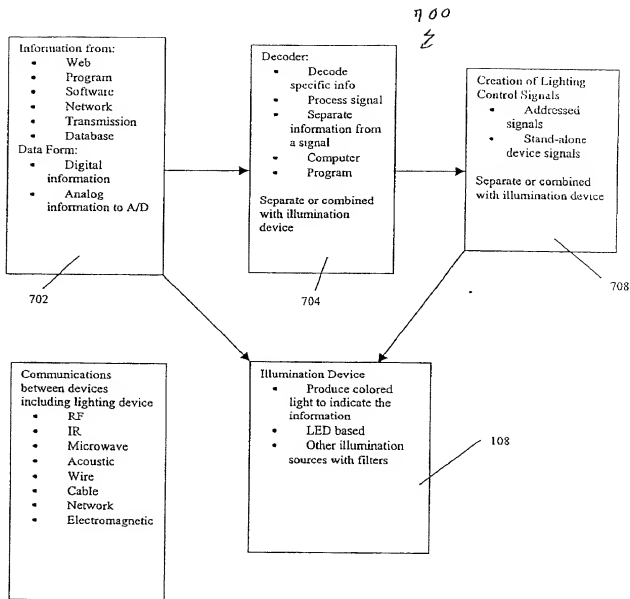 700
Information from:
• Web
• Program
• Software
• Network
• Transmission
• Database
Data Form:
• Digital
information
• Analog
information to A/D
702
Decoder:
• Decode
specific info
• Process signal
• Separate
information from
a signal
• Computer
• Program
Separate or combined
with illumination
device
704
Creation of Lighting
Control Signals
• Addressed
signals
• Stand-alone
device signals
Separate or combined
with illumination device
708
Communications
between devices
including lighting device
• RF
• IR
• Microwave
• Acoustic
• Wire
• Cable
• Network
• Electromagnetic
Illumination Device
• Produce colored
light to indicate the
information
• LED based
• Other illumination
sources with filters
108